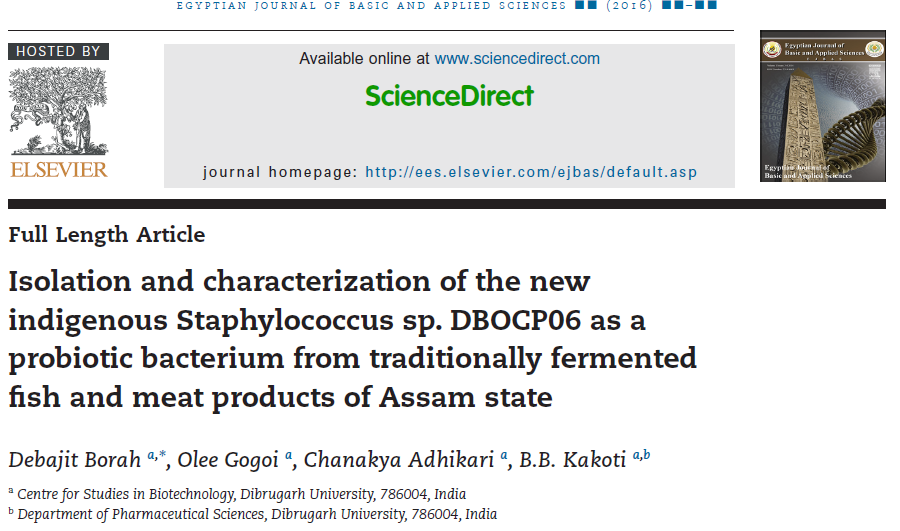 EGYPTIAN JOURNAL OF BASIC AND APPLIED SCIENCES ■■ (2016) ■■–■■
HOSTED BY
ELSEVIER
Available online at www.sciencedirect.com
ScienceDirect
journal homepage: http://ees.elsevier.com/ejbas/default.asp
Egyptian Journal of
Basic and Applied Sciences
Egyptian Journal of
Basic and Applied Sciences
Full Length Article
Isolation and characterization of the new
indigenous Staphylococcus sp. DBOCP06 as a
probiotic bacterium from traditionally fermented
fish and meat products of Assam state
Debajit Borah a,*, Olee Gogoi a, Chanakya Adhikari a, B.B. Kakoti a,b
a Centre for Studies in Biotechnology, Dibrugarh University, 786004, India
b Department of Pharmaceutical Sciences, Dibrugarh University, 786004, India